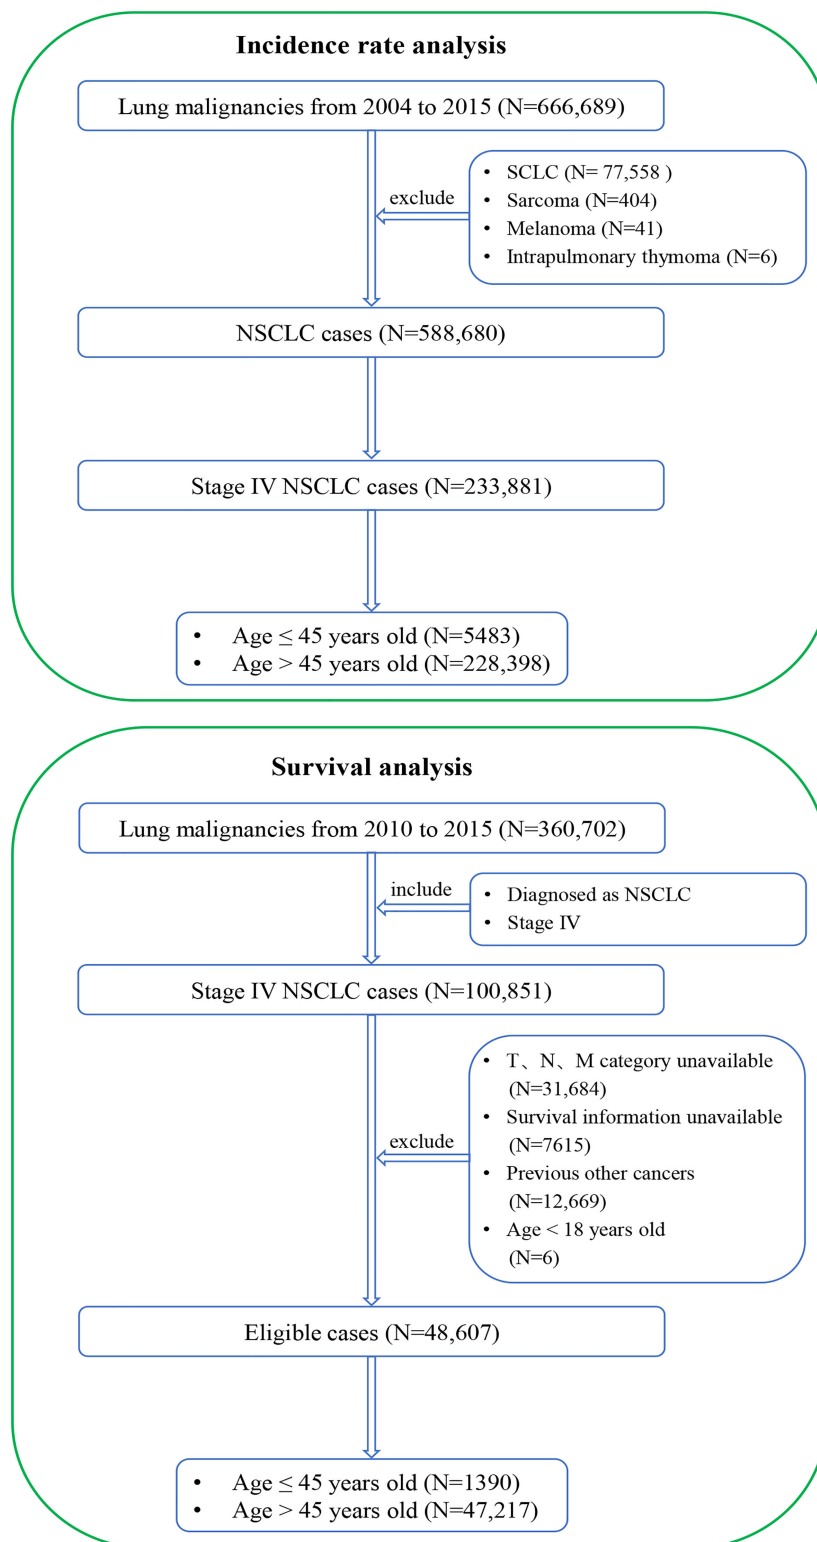 Incidence rate analysis
Lung malignancies from 2004 to 2015 (N=666,689)
exclude
• SCLC (N= 77,558 )
• Sarcoma (N=404)
• Melanoma (N=41)
• Intrapulmonary thymoma (N=6)
NSCLC cases (N=588,680)
Stage IV NSCLC cases (N=233,881)
• Age ≤ 45 years old (N=5483)
• Age > 45 years old (N=228,398)
Survival analysis
Lung malignancies from 2010 to 2015 (N=360,702)
include
• Diagnosed as NSCLC
• Stage IV
Stage IV NSCLC cases (N=100,851)
exclude
• T、N、M category unavailable
(N=31,684)
• Survival information unavailable
(N=7615)
• Previous other cancers
(N=12,669)
• Age < 18 years old
(N=6)
Eligible cases (N=48,607)
• Age ≤ 45 years old (N=1390)
• Age > 45 years old (N=47,217)